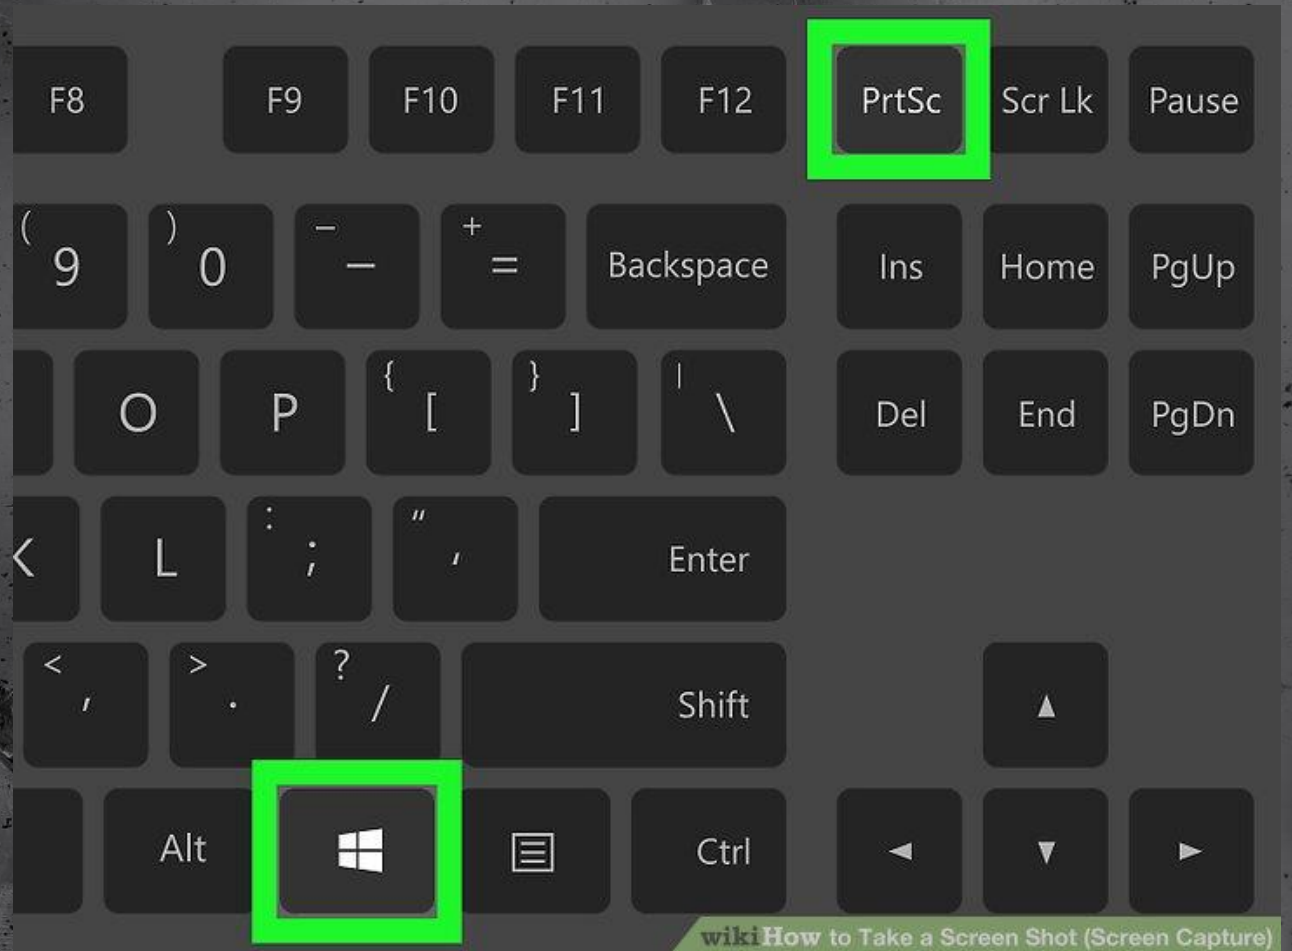 F8 F9 F10 F11 F12 PrtSc Scr Lk Pause
( ) – +
9 0 – = Backspace Ins Home PgUp
{ } |
O P [ ] \ Del End PgDn
: "
K L ; ' Enter
< > ?
, . / Shift
Alt Ctrl
wikiHow to Take a Screen Shot (Screen Capture)